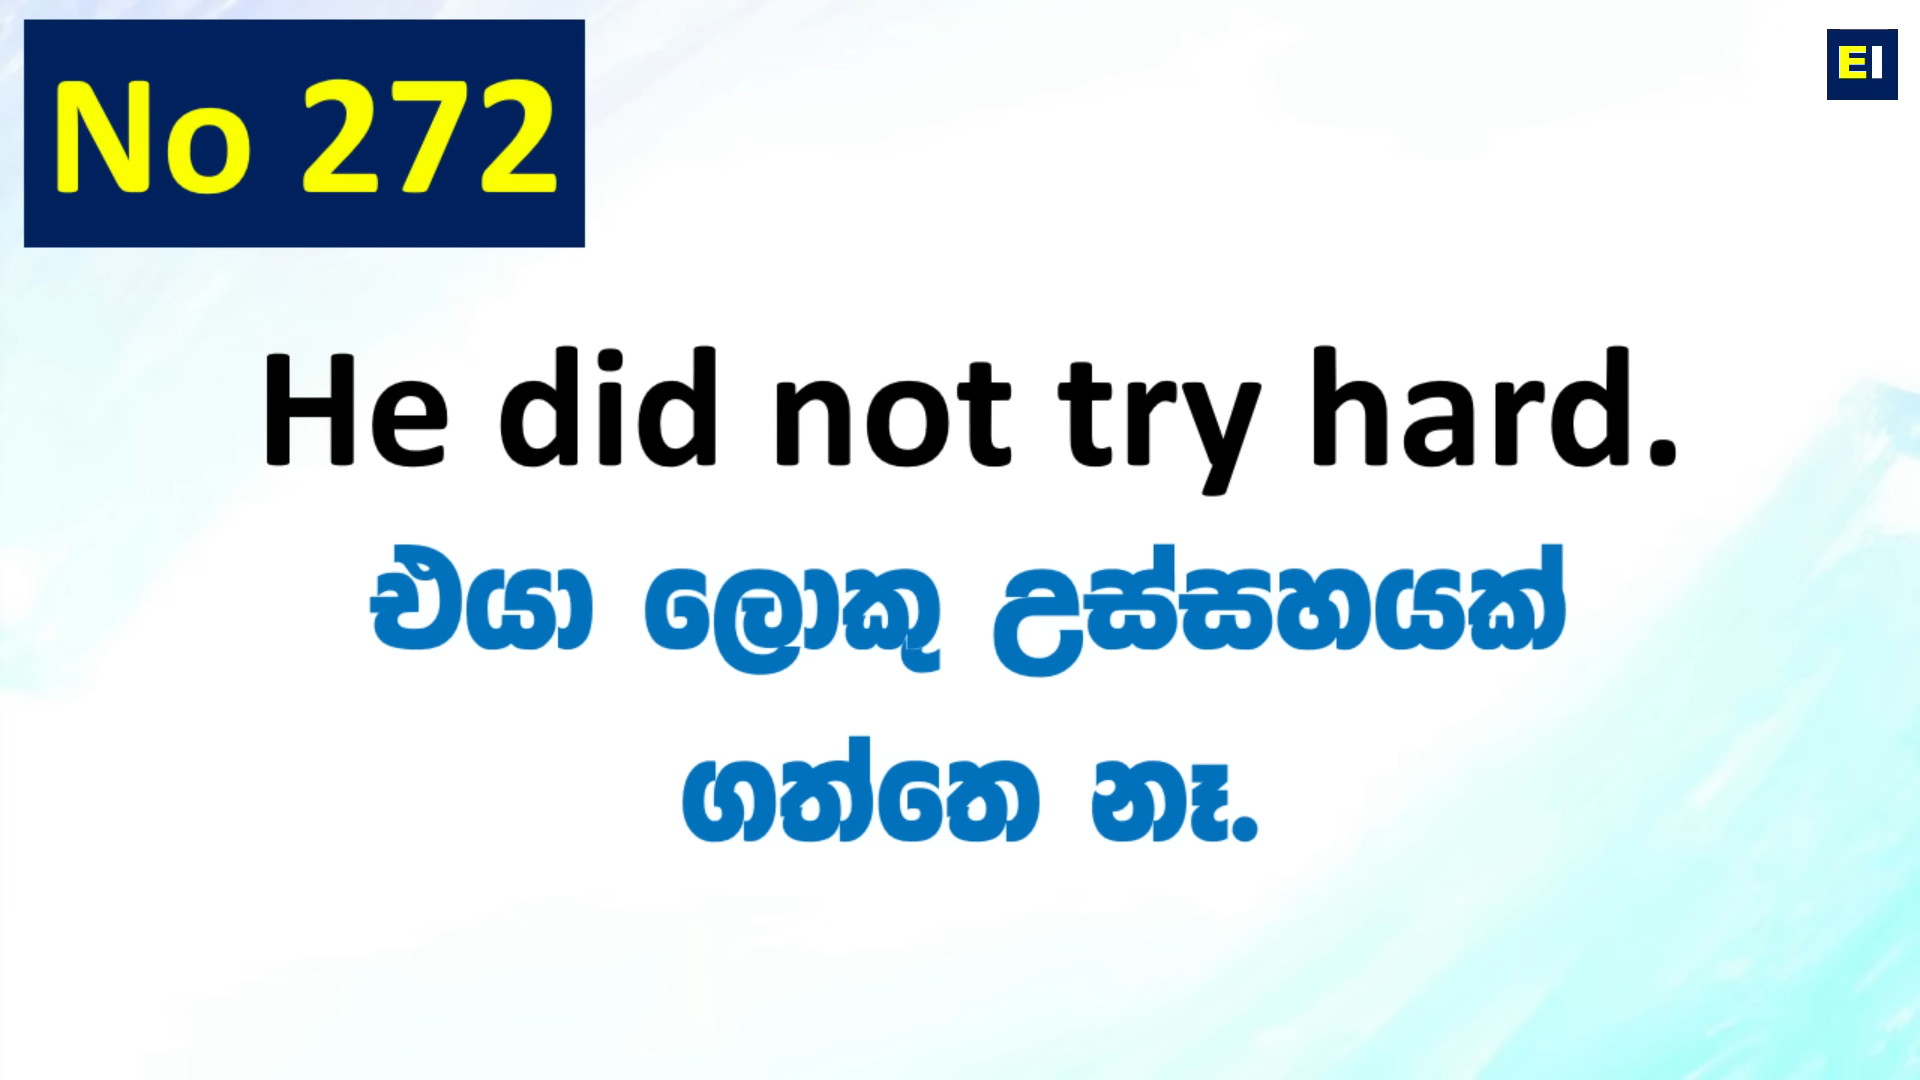 No 272
EI
He did not try hard.
එයා ලොකු උස්සහයක්
ගත්තෙ නෑ.